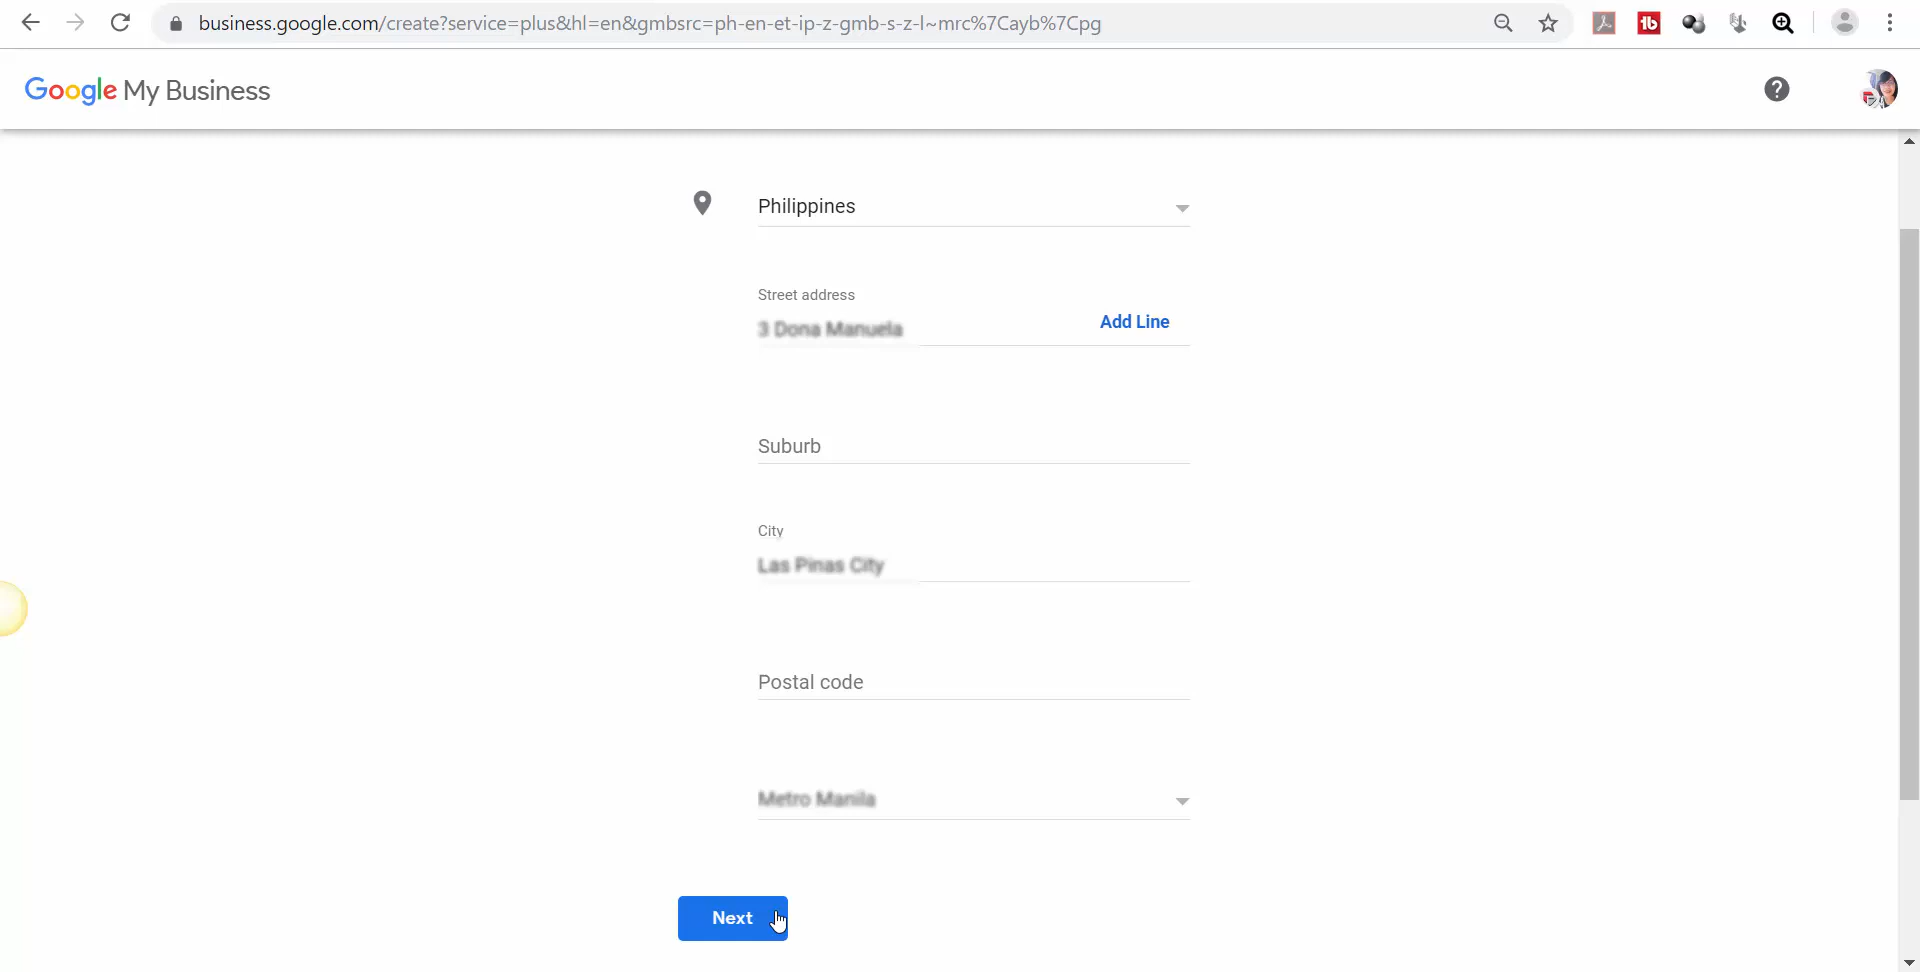 business.google.com/create?service=plus&hl=en&gmbsrc=ph-en-et-ip-z-gmb-s-z-l~mrc%7Cayb%7Cpg
Google My Business
Philippines
Street address
3 Dona Manuela
Add Line
Suburb
City
Las Pinas City
Postal code
Metro Manila
Next